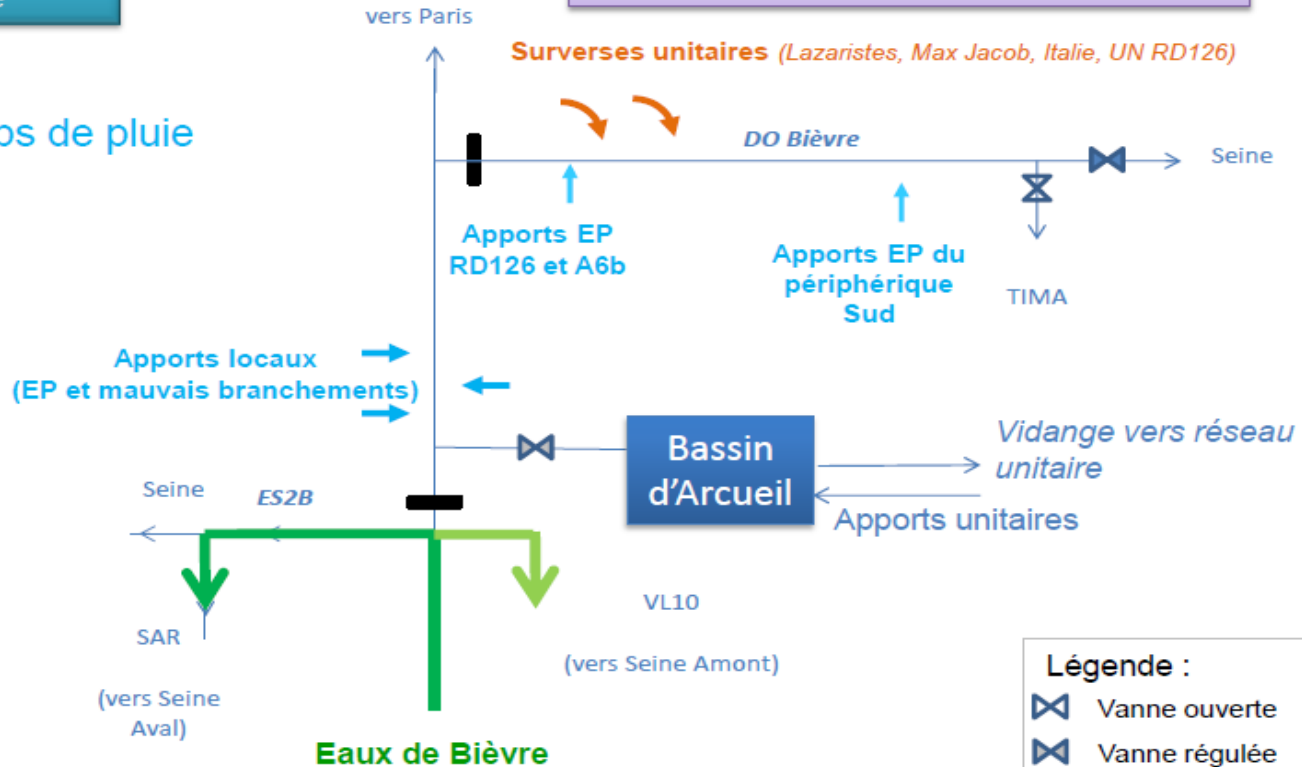 vers Paris
Surverses unitaires (Lazaristes, Max Jacob, Italie, UN RD126)
de pluie
DO Bièvre
Seine
Apports EP
RD126 et A6b
Apports EP du
périphérique
Sud
TIMA
Apports locaux
(EP et mauvais branchements)
Bassin
d'Arcueil
Vidange vers réseau
unitaire
Apports unitaires
Seine
ES2B
SAR
(vers Seine
Aval)
VL10
(vers Seine Amont)
Eaux de Bièvre
Légende :
Vanne ouverte
Vanne régulée